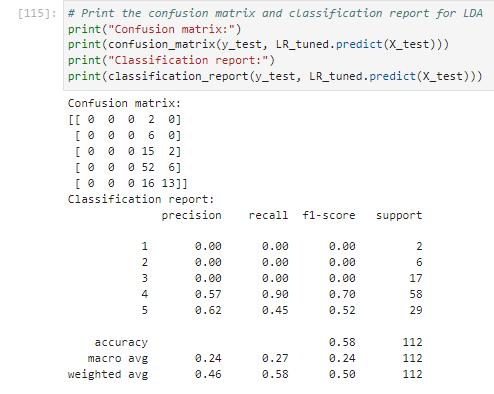 [115]: # Print the confusion matrix and classification report for LDA
print("Confusion matrix:")
print(confusion_matrix(y_test, LR_tuned.predict(X_test)))
print("Classification report:")
print(classification_report(y_test, LR_tuned.predict(X_test)))
Confusion matrix:
[[ 0  0  0  2  0]
 [ 0  0  0  6  0]
 [ 0  0  0 15  2]
 [ 0  0  0 52  6]
 [ 0  0  0 16 13]]
Classification report:
              precision    recall  f1-score   support

           1       0.00      0.00      0.00         2
           2       0.00      0.00      0.00         6
           3       0.00      0.00      0.00        17
           4       0.57      0.90      0.70        58
           5       0.62      0.45      0.52        29

    accuracy                           0.58       112
   macro avg       0.24      0.27      0.24       112
weighted avg       0.46      0.58      0.50       112